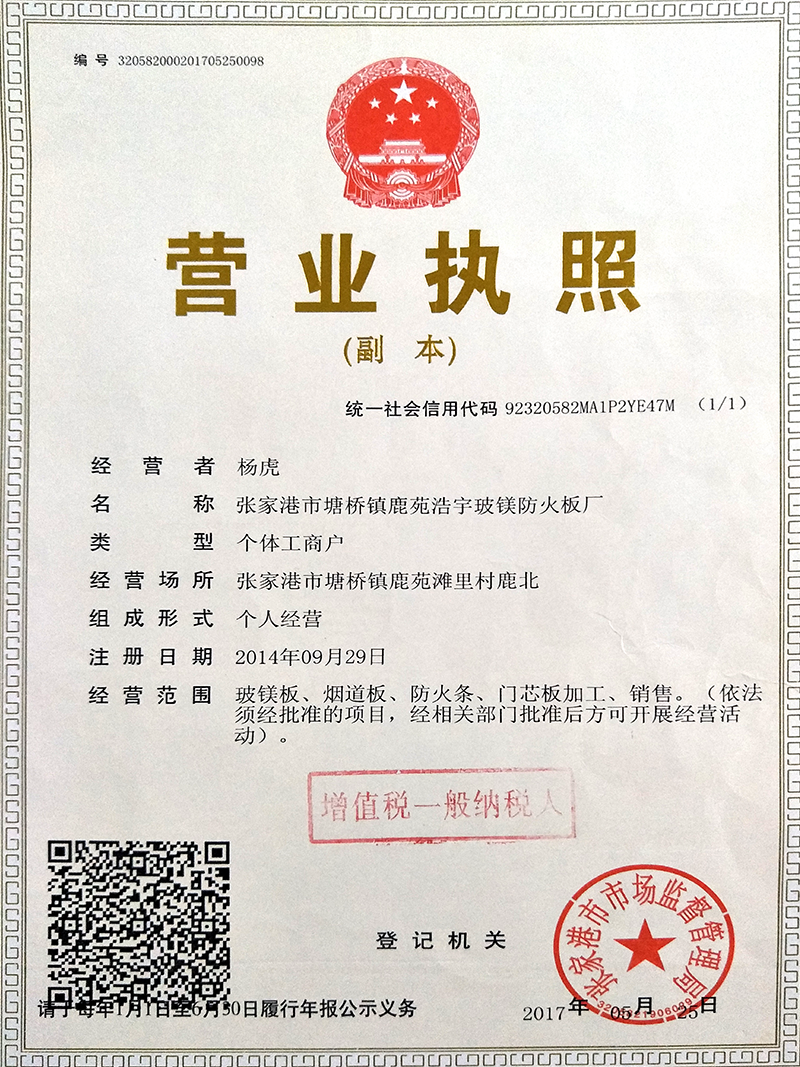 编 号 320582000201705250098
营业执照
(副 本)
统一社会信用代码 92320582MA1P2YE47M （1/1）
经营者 杨虎
名称 张家港市塘桥镇鹿苑浩宇玻镁防火板厂
类型 个体工商户
经营场所 张家港市塘桥镇鹿苑滩里村鹿北
组成形式 个人经营
注册日期 2014年09月29日
经营范围 玻镁板、烟道板、防火条、门芯板加工、销售。（依法
须经批准的项目，经相关部门批准后方可开展经营活
动）。
增值税一般纳税人
登记机关
张家港市市场监督管理局
请于每年1月1日至6月30日履行年报公示义务
2017年05月25日